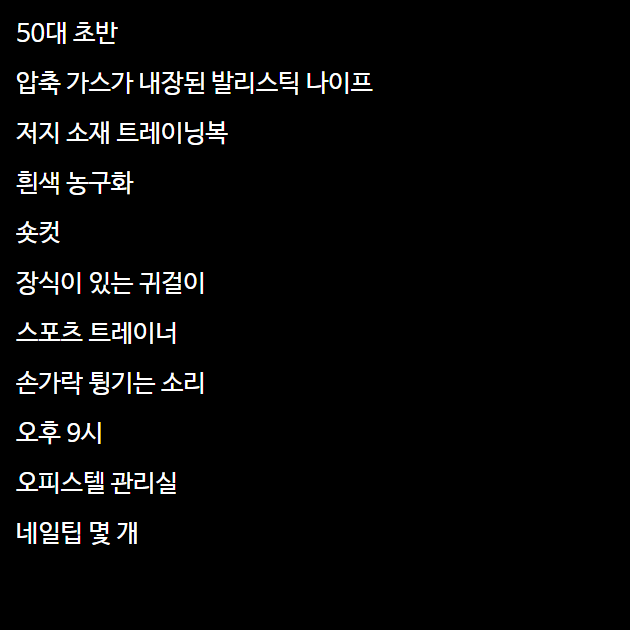 50대 초반
압축 가스가 내장된 발리스틱 나이프
저지 소재 트레이닝복
흰색 농구화
숏컷
장식이 있는 귀걸이
스포츠 트레이너
손가락 튕기는 소리
오후 9시
오피스텔 관리실
네일팁 몇 개